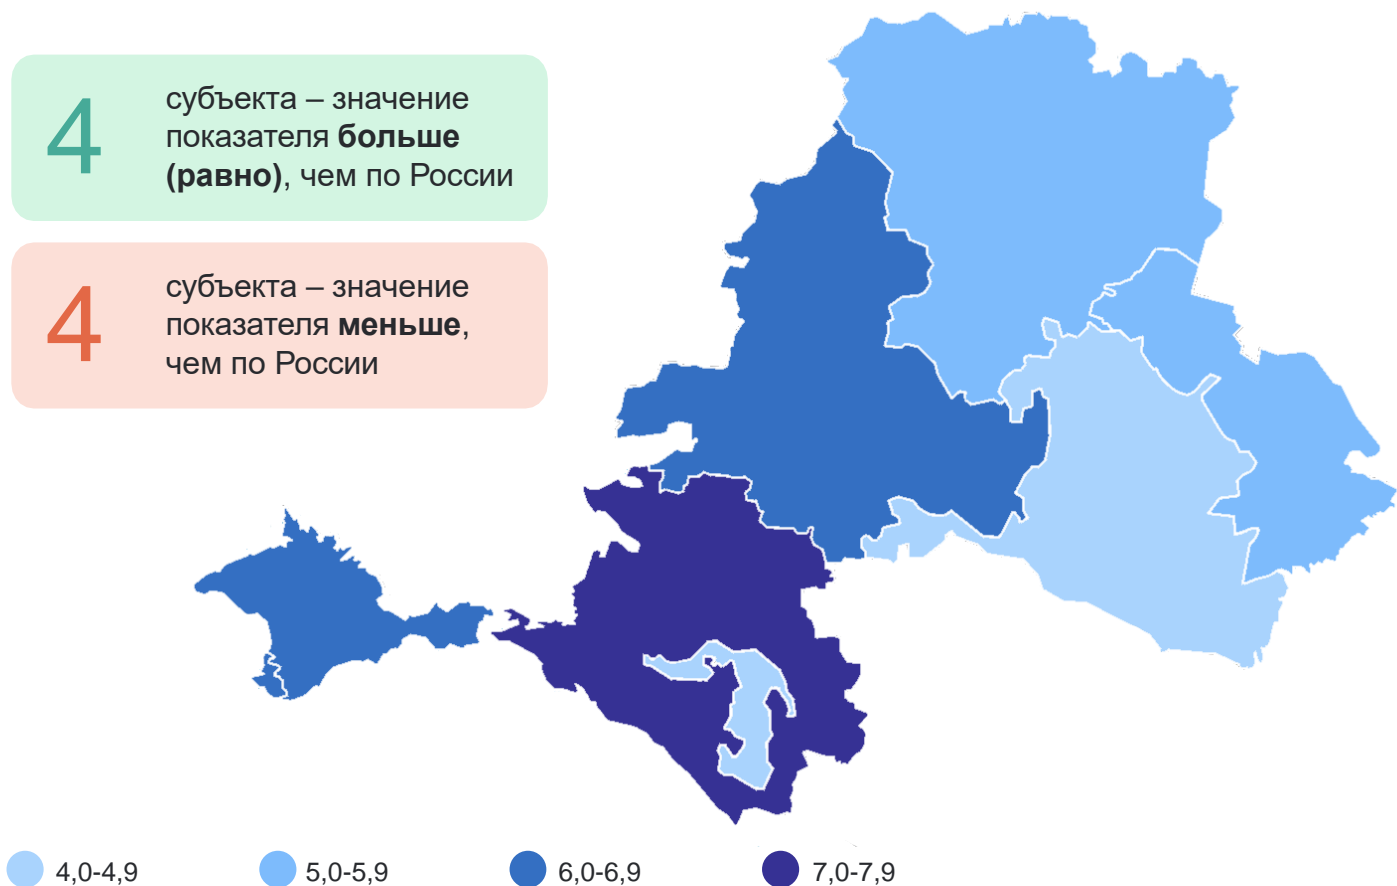 4
субъекта – значение
показателя больше
(равно), чем по России
4
субъекта – значение
показателя меньше,
чем по России
4,0-4,9
5,0-5,9
6,0-6,9
7,0-7,9